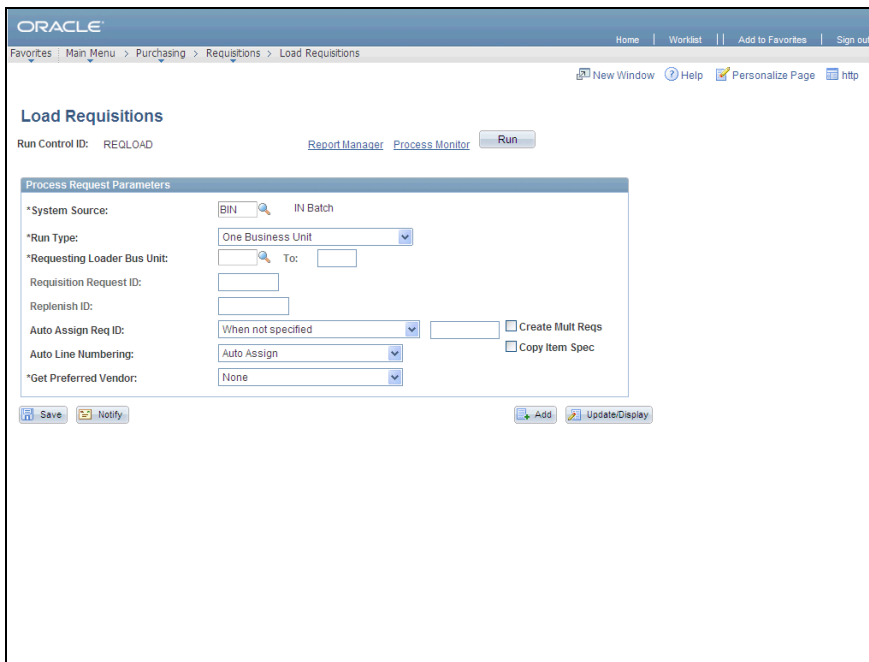 ORACLE
Home | Worklist || Add to Favorites | Sign out
Favorites Main Menu > Purchasing > Requisitions > Load Requisitions
New Window Help Personalize Page http
Load Requisitions
Run Control ID: REQLOAD Report Manager Process Monitor Run
Process Request Parameters
*System Source: BIN IN Batch
*Run Type: One Business Unit
*Requesting Loader Bus Unit: To:
Requisition Request ID:
Replenish ID:
Auto Assign Req ID: When not specified Create Mult Reqs
Auto Line Numbering: Auto Assign Copy Item Spec
*Get Preferred Vendor: None
Save Notify Add Update/Display